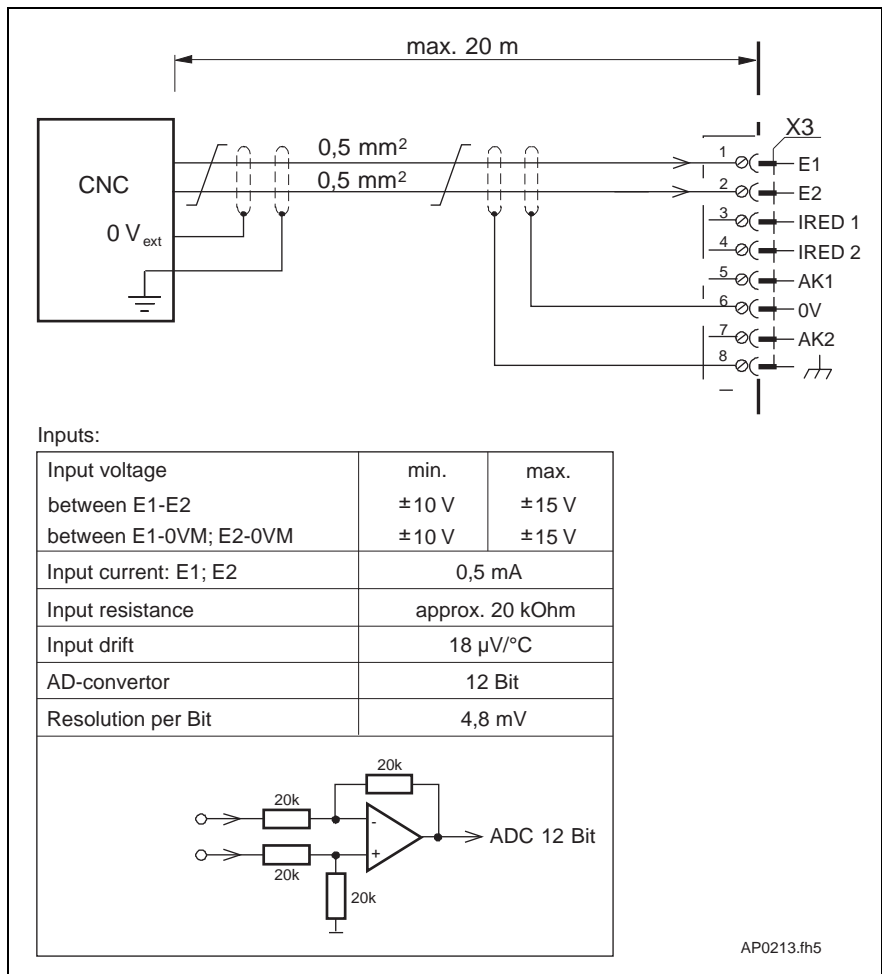 max. 20 m
X3
CNC
0,5 mm²
0,5 mm²
0 Vext
1 E1
2 E2
3 IRED 1
4 IRED 2
5 AK1
6 0V
7 AK2
8
Inputs:
Input voltage min. max.
between E1-E2 ±10 V ±15 V
between E1-0VM; E2-0VM ±10 V ±15 V
Input current: E1; E2 0,5 mA
Input resistance approx. 20 kOhm
Input drift 18 µV/°C
AD-convertor 12 Bit
Resolution per Bit 4,8 mV
20k
20k
-
+
ADC 12 Bit
20k
20k
AP0213.fh5